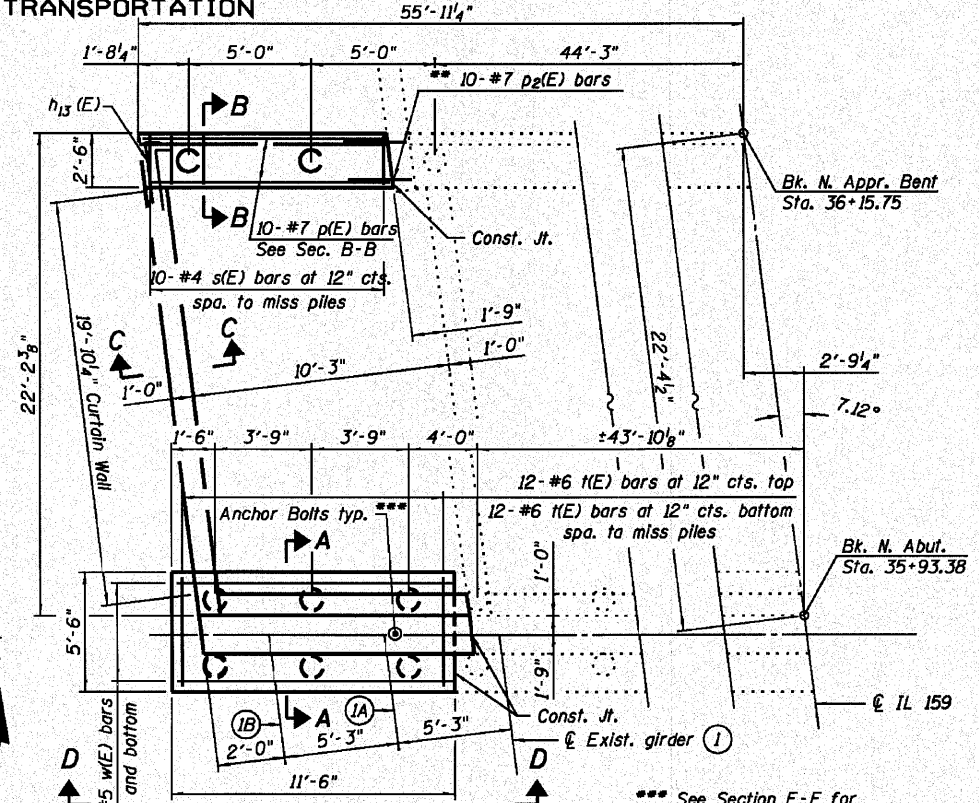 TRANSPORTATION
55'-11¼"
1'-8¼"
5'-0"
5'-0"
44'-3"
** 10-#7 p2(E) bars
h13 (E)
B
2'-6"
B
10-#7 p(E) bars
See Sec. B-B
Const. Jt.
Bk. N. Appr. Bent
Sta. 36+15.75
10-#4 s(E) bars at 12" cts.
spa. to miss piles
1'-9"
1'-0"
C
C
10'-3"
1'-0"
22'-2⅜"
19'-10¼" Curtain Wall
22'-4½"
2'-9¼"
7.12°
1'-6"
3'-9"
3'-9"
4'-0"
±43'-10⅛"
12-#6 t(E) bars at 12" cts. top
12-#6 t(E) bars at 12" cts. bottom
spa. to miss piles
Anchor Bolts typ. ***
A
1'-0"
Bk. N. Abut.
Sta. 35+93.38
5'-6"
1'-9"
A
1B
1A
Const. Jt.
℄ IL 159
2'-0"
5'-3"
5'-3"
℄ Exist. girder 1
11'-6"
#5 w(E) bars
and bottom
D
D
*** See Section E-E for